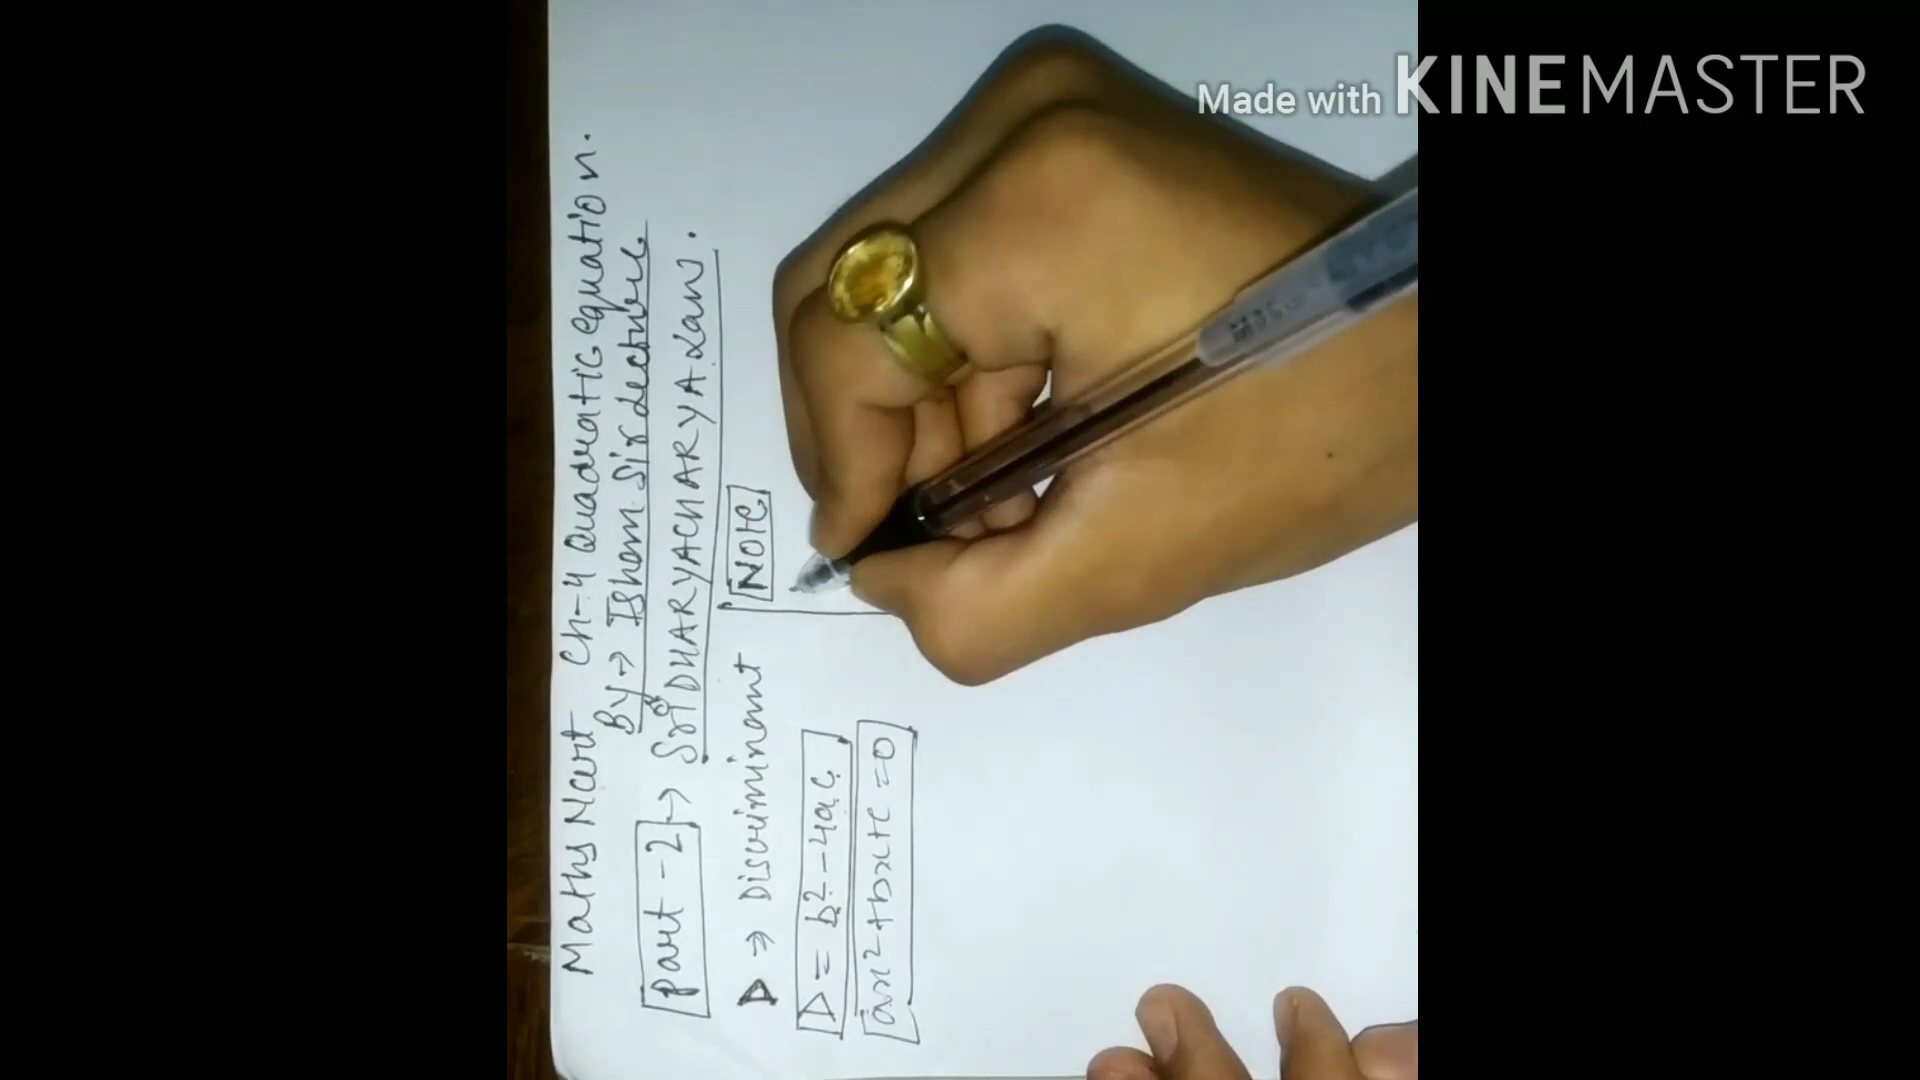 Made with KINEMASTER
Maths Ncert Ch-4 Quadratic equation.
By → Isham Sir Lecture
Part-2 → SriDHARYACHARYA Law.
D ⇒ Discriminant
D = b²-4ac
ax²+bx+c=0
Note